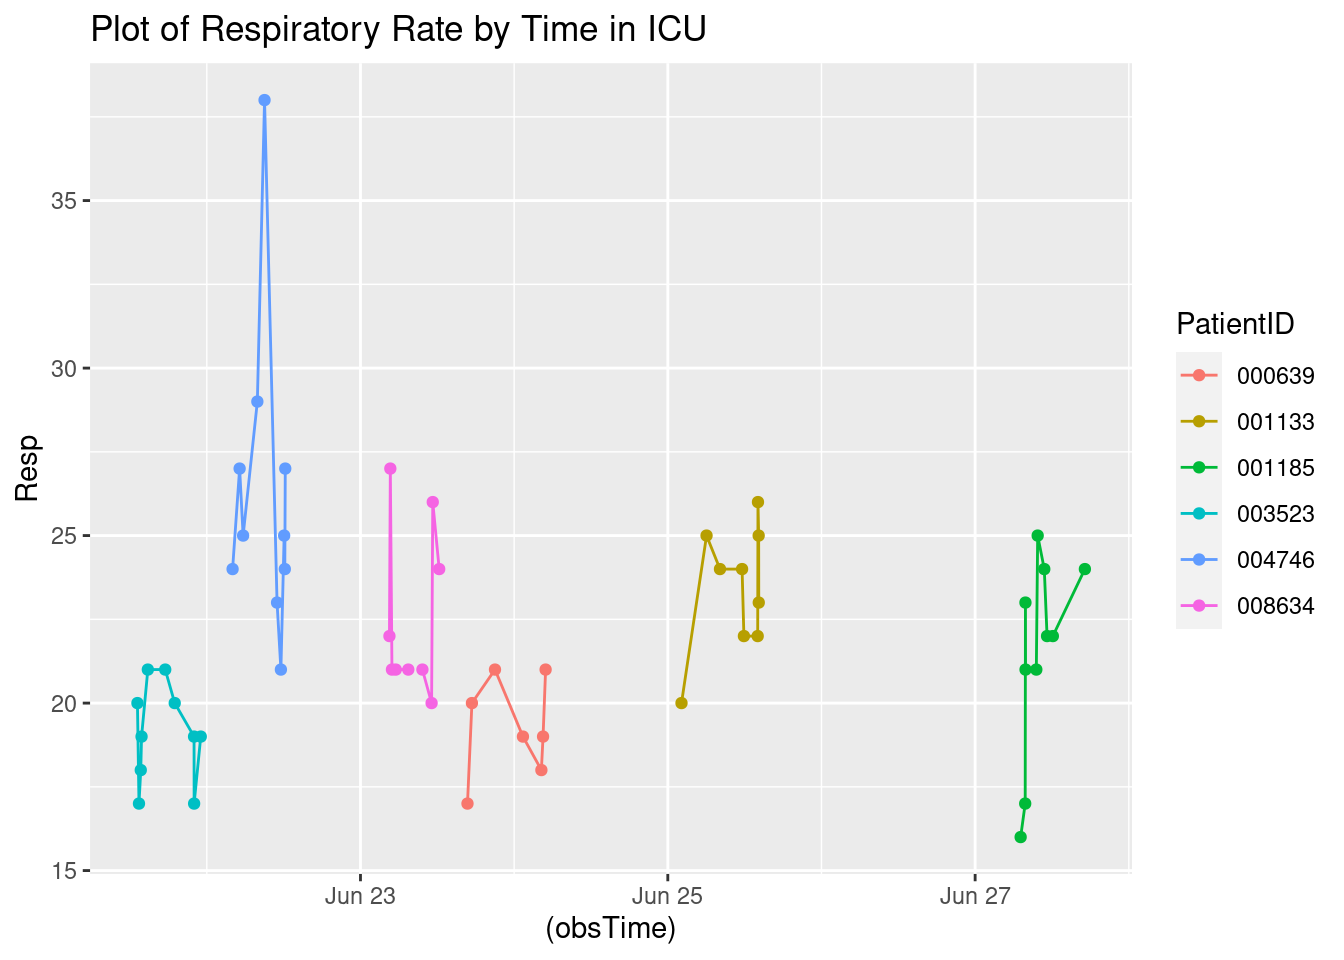 Plot of Respiratory Rate by Time in ICU
Resp
35
30
25
20
15
Jun 23 Jun 25 Jun 27
(obsTime)
PatientID
000639
001133
001185
003523
004746
008634